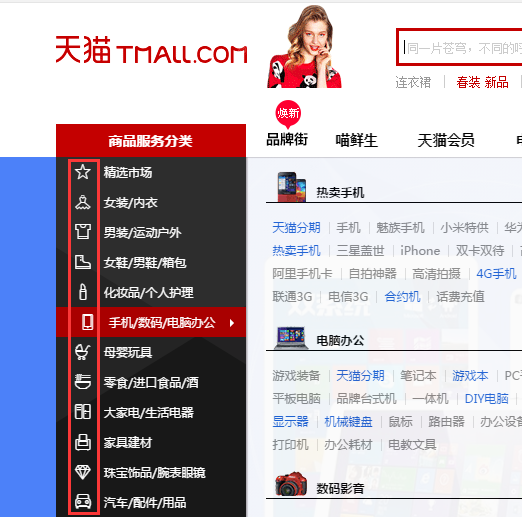 天猫 TMALL.COM
同一片苍穹，不同的
连衣裙 春装 新品
焕新
商品服务分类 品牌街 喵鲜生 天猫会员
精选市场
女装/内衣
男装/运动户外
女鞋/男鞋/箱包
化妆品/个人护理
手机/数码/电脑办公
母婴玩具
零食/进口食品/酒
大家电/生活电器
家具建材
珠宝饰品/腕表眼镜
汽车/配件/用品
热卖手机
天猫分期 手机 魅族手机 小米特供 华为
热卖手机 三星盖世 iPhone 双卡双待
阿里手机卡 自拍神器 高清拍摄 4G手机
联通3G 电信3G 合约机 话费充值
电脑办公
游戏装备 天猫分期 笔记本 游戏本 PC
平板电脑 品牌台式机 一体机 DIY电脑
显示器 机械键盘 鼠标 路由器 办公设备
打印机 办公耗材 电教文具
数码影音